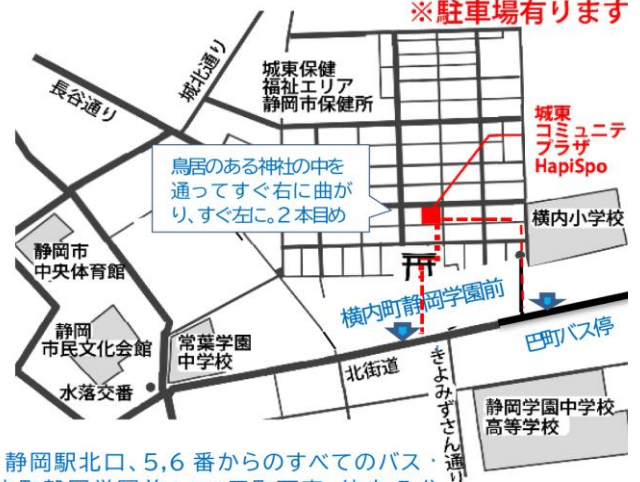 ※駐車場有ります
城東保健
福祉エリア
静岡市保健所
城北通り
長谷通り
城東
コミュニテ
プラザ
HapiSpo
鳥居のある神社の中を
通ってすぐ右に曲が
り、すぐ左に。2本目め
横内小学校
静岡市
中央体育館
横内町静岡学園前
巴町バス停
静岡
市民文化会館
常葉学園
中学校
北街道
きよみずさん通り
水落交番
静岡学園中学校
高等学校
静岡駅北口、5,6番からのすべてのバス・